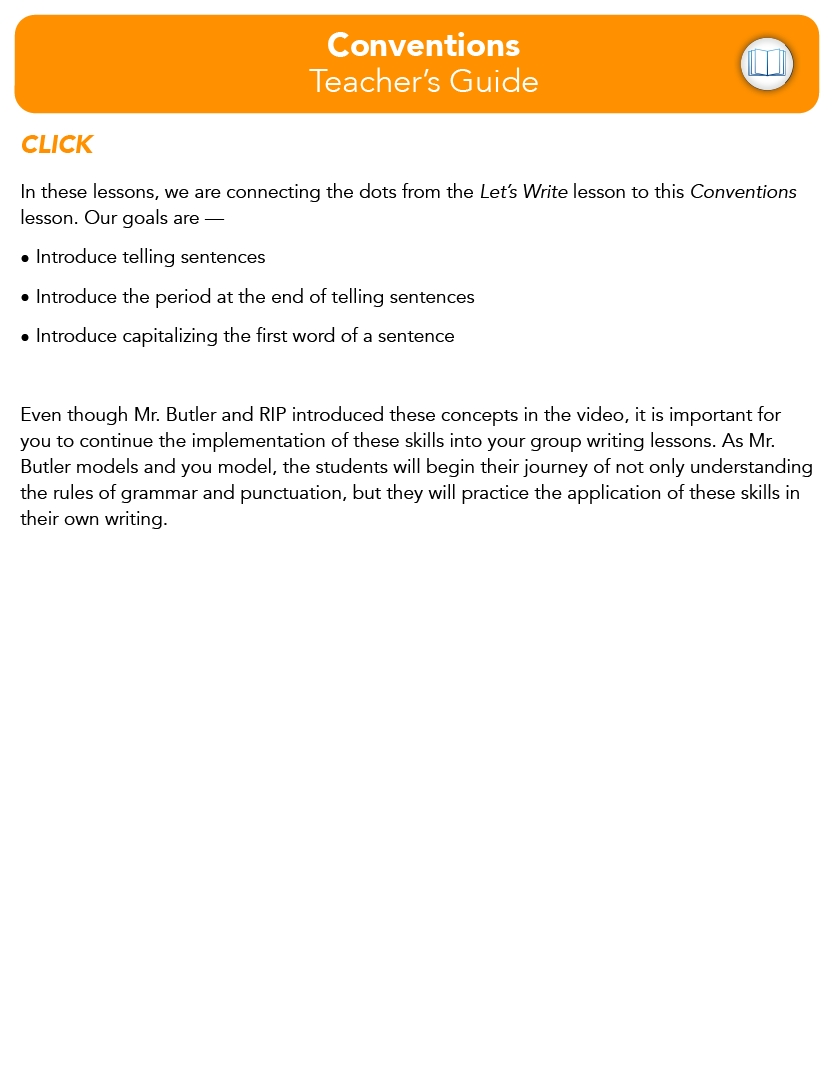 Conventions
Teacher’s Guide
CLICK
In these lessons, we are connecting the dots from the Let’s Write lesson to this Conventions
lesson. Our goals are —
• Introduce telling sentences
• Introduce the period at the end of telling sentences
• Introduce capitalizing the first word of a sentence
Even though Mr. Butler and RIP introduced these concepts in the video, it is important for
you to continue the implementation of these skills into your group writing lessons. As Mr.
Butler models and you model, the students will begin their journey of not only understanding
the rules of grammar and punctuation, but they will practice the application of these skills in
their own writing.